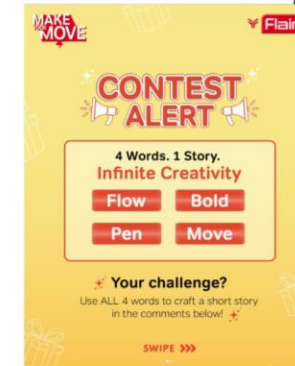 MAKE
THE
MOVE
Flair
CONTEST
ALERT
4 Words. 1 Story.
Infinite Creativity
Flow
Bold
Pen
Move
Your challenge?
Use ALL 4 words to craft a short story
in the comments below!
SWIPE >>>